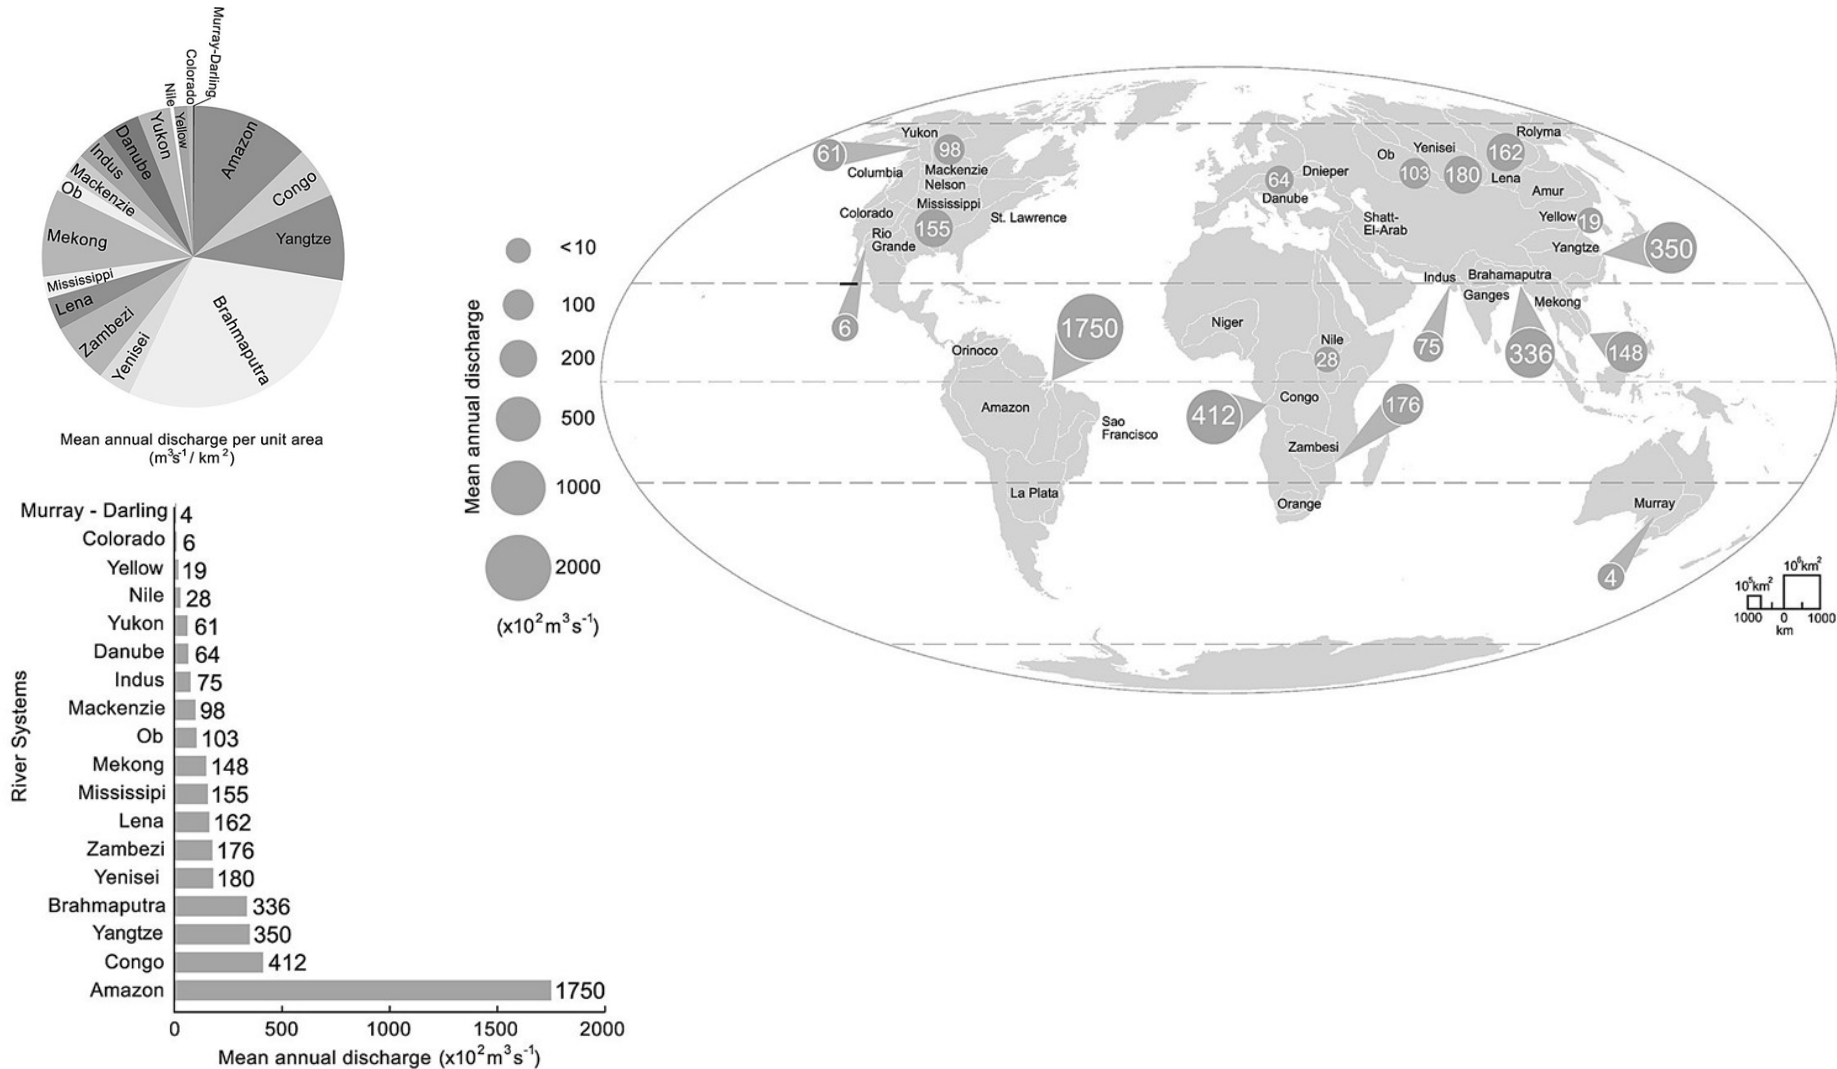 Murray-Darling
Colorado
Nile
Yellow
Yukon
Danube
Indus
Mackenzie
Ob
Mekong
Mississippi
Lena
Zambezi
Yenisei
Brahmaputra
Yangtze
Congo
Amazon
Mean annual discharge per unit area
(m³s⁻¹/ km²)
Murray - Darling 4
Colorado 6
Yellow 19
Nile 28
Yukon 61
Danube 64
Indus 75
Mackenzie 98
Ob 103
Mekong 148
Mississipi 155
Lena 162
Zambezi 176
Yenisei 180
Brahmaputra 336
Yangtze 350
Congo 412
Amazon 1750
River Systems
0 500 1000 1500 2000
Mean annual discharge (x10²m³s⁻¹)
Mean annual discharge
<10
100
200
500
1000
2000
(x10²m³s⁻¹)
Yukon
61
98
Columbia
Mackenzie
Nelson
Mississippi
Colorado
155
St. Lawrence
Rio
Grande
6
1750
Orinoco
Amazon
Sao
Francisco
La Plata
64
Dnieper
Danube
Ob
Yenisei
Rolyma
103
180
162
Lena
Amur
Shatt-
El-Arab
Yellow
19
Yangtze
350
Indus
Brahamaputra
Ganges
Mekong
75
336
148
Niger
Nile
28
Congo
412
176
Zambesi
Orange
Murray
4
10⁵km²
10⁶km²
1000 0 1000
km